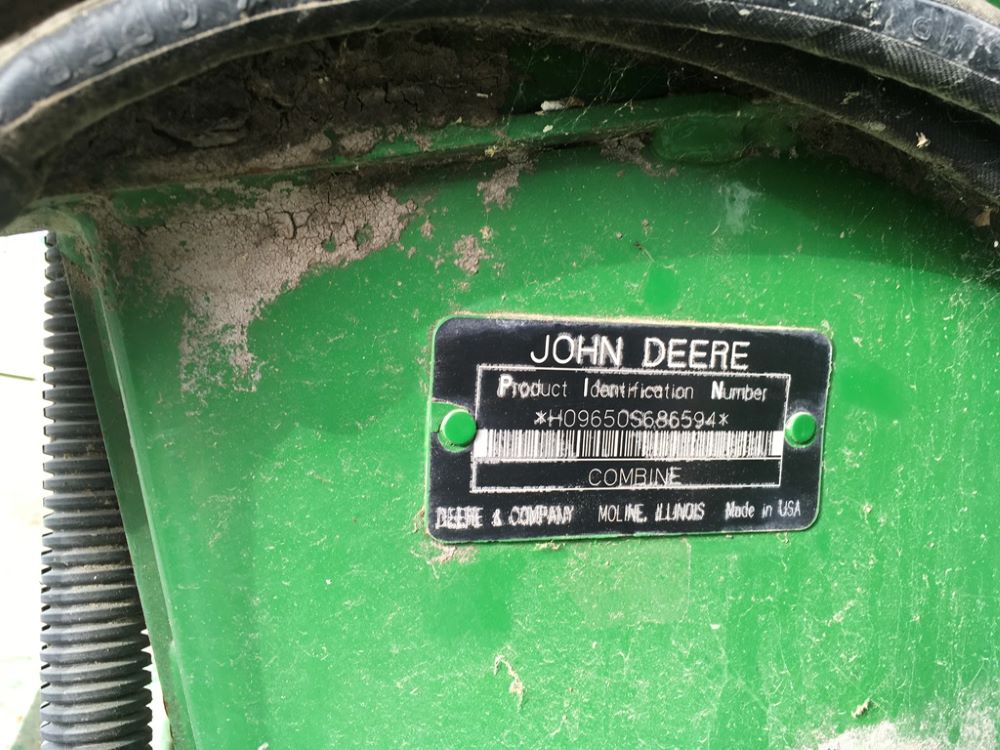 JOHN DEERE
Product Identification Number
*H09650S686594*
COMBINE
DEERE & COMPANY MOLINE, ILLINOIS Made in USA